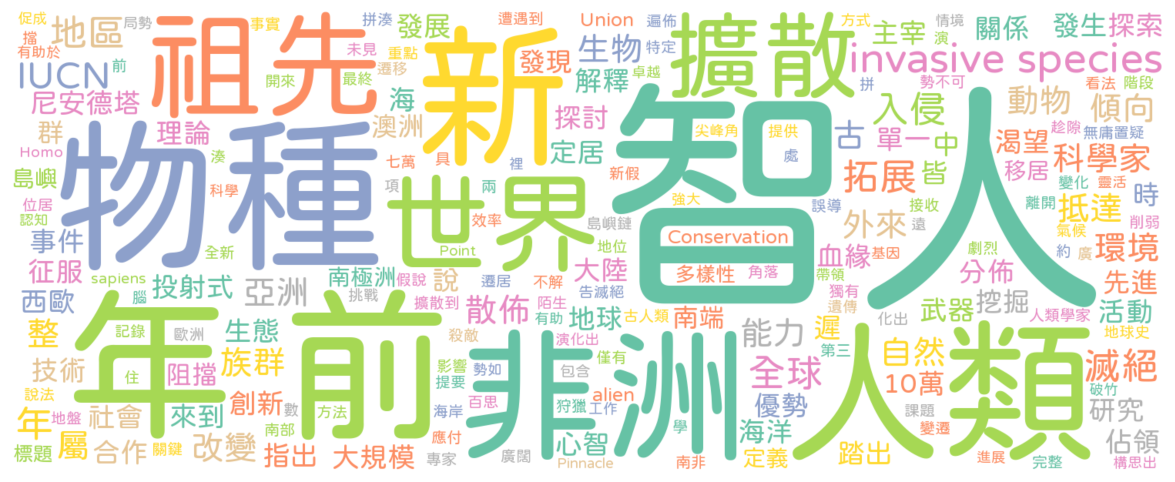 促成 局勢 事實 拼湊 發展 遭遇到 Union 遍佈 特定 方式 情境 演 關係 發生 探索
擋 地區 祖先 未見 重點 新 發現 生物 擴散 卓越 主宰 拼 勢不可 看法 階段
有助於 前 開來 最終 遷移 解釋 invasive species
IUCN 尼安德塔 海 探討 智人 尖峰角 提供 入侵 動物 傾向
群 理論 澳洲 定居 處 古 單一 中 渴望 趁隙 無庸置疑
Homo 物種 湊 七萬 具 裡 新假 移居 科學家
島嶼 科學 世界 拓展 皆 變化 靈活 時
位居 認知 項 兩 強大 誤導 接收 遠 離開 抵達 氣候 削弱
事件 全新 效率 島嶼鏈 地位 Conservation 外來 基因 劇烈 約 廣 環境
征服 sapiens 南極洲 假說 說 Point 大陸 多樣性 角落 血緣 帶領 獨有 分佈 先進
西歐 投射式 亞洲 擴散到 散佈 遷居 不解 告滅絕 陌生 遺傳 武器 挖掘 活動
腦 挑戰 有助 地球 古人類 南端 化出 人類學家
整 年前 記錄 歐洲 生態 殺敵 非洲 演化出 能力 遲 人類 地球史
技術 族群 阻擋 影響 勢如 僅有 全球 第三 自然 滅絕
說法 住 提要 包含 alien 優勢 10萬
年 地盤 社會 來到 創新 數 方法 海岸 百思 狩獵 工作 課題 研究
標題 屬 合作 關鍵 改變 指出 南部 大規模 應付 專家 廣闊 心智 學 海洋 定義 踏出 變遷 佔領
Pinnacle 南非 進展 完整 構思出 破竹